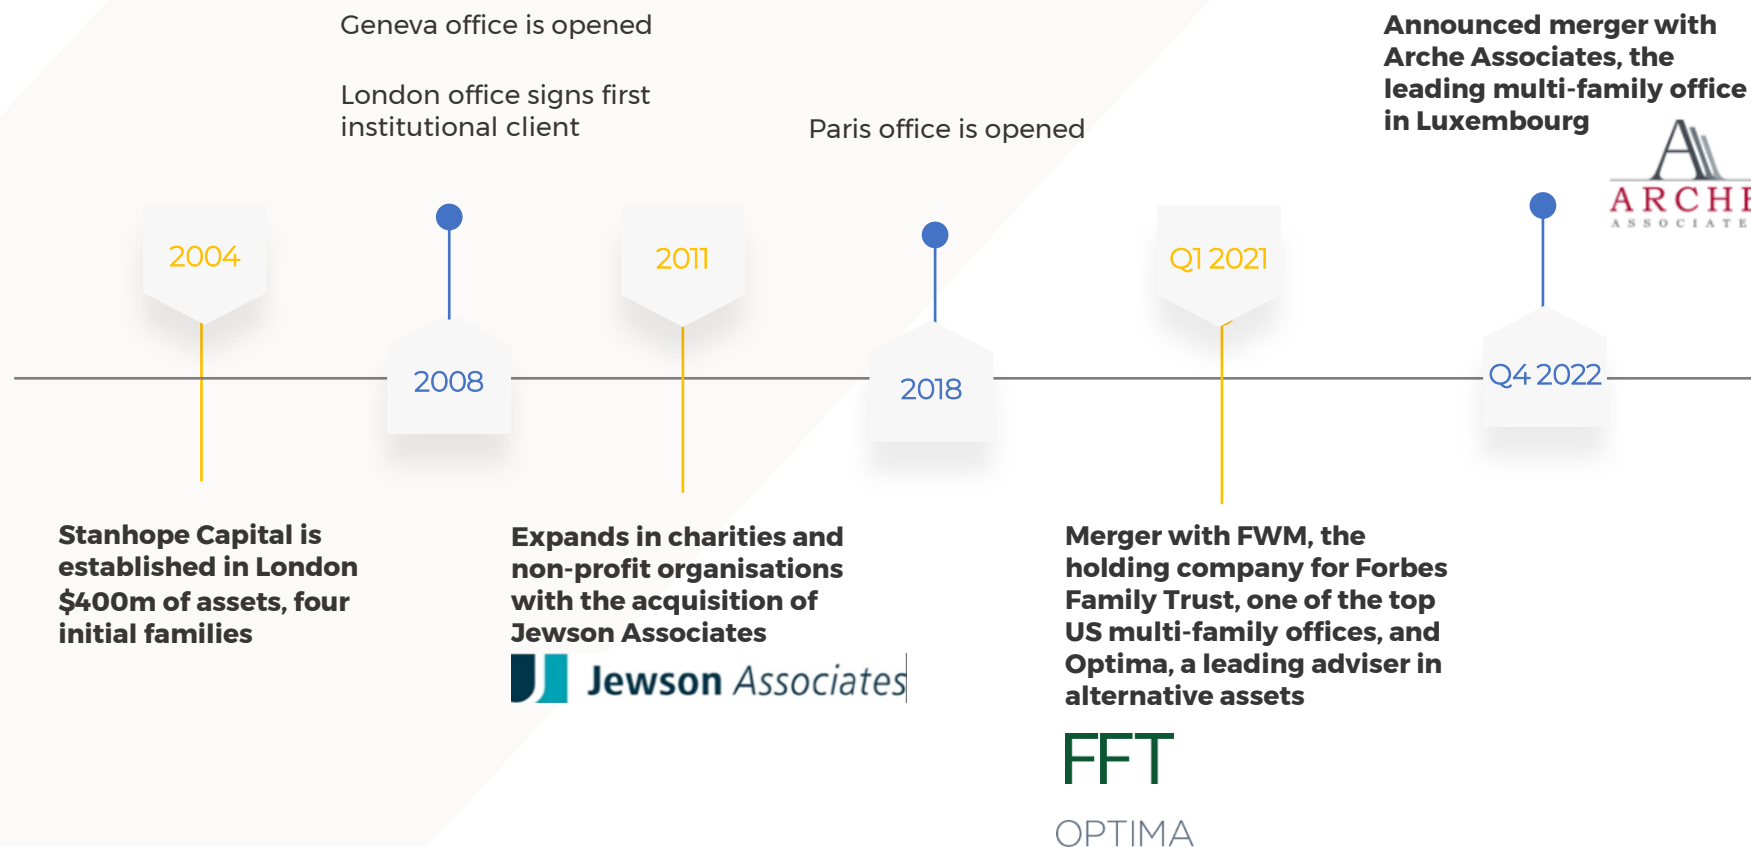 Geneva office is opened
London office signs first
institutional client
Paris office is opened
Announced merger with
Arche Associates, the
leading multi-family office
in Luxembourg
ARCHE
ASSOCIATE
2004
2008
2011
2018
Q1 2021
Q4 2022
Stanhope Capital is
established in London
$400m of assets, four
initial families
Expands in charities and
non-profit organisations
with the acquisition of
Jewson Associates
Jewson Associates
Merger with FWM, the
holding company for Forbes
Family Trust, one of the top
US multi-family offices, and
Optima, a leading adviser in
alternative assets
FFT
OPTIMA